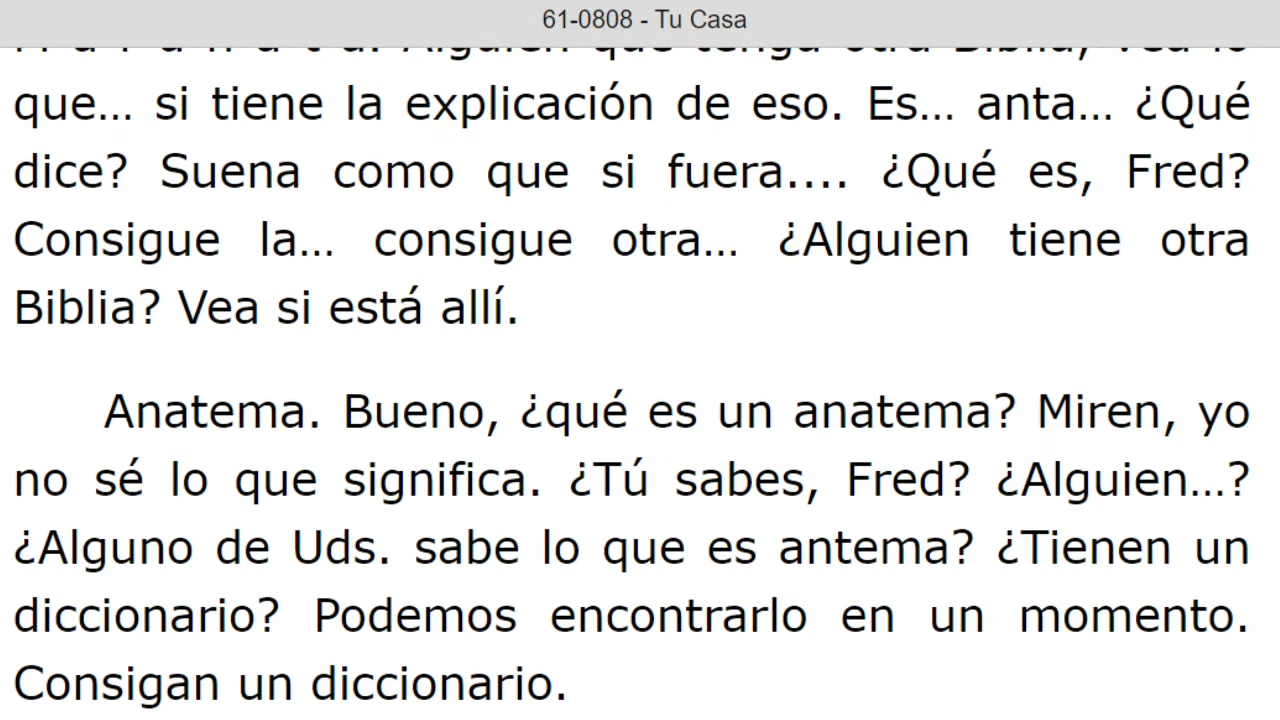 61-0808 - Tu Casa
que… si tiene la explicación de eso. Es… anta… ¿Qué
dice? Suena como que si fuera.... ¿Qué es, Fred?
Consigue la… consigue otra… ¿Alguien tiene otra
Biblia? Vea si está allí.
Anatema. Bueno, ¿qué es un anatema? Miren, yo
no sé lo que significa. ¿Tú sabes, Fred? ¿Alguien…?
¿Alguno de Uds. sabe lo que es antema? ¿Tienen un
diccionario? Podemos encontrarlo en un momento.
Consigan un diccionario.